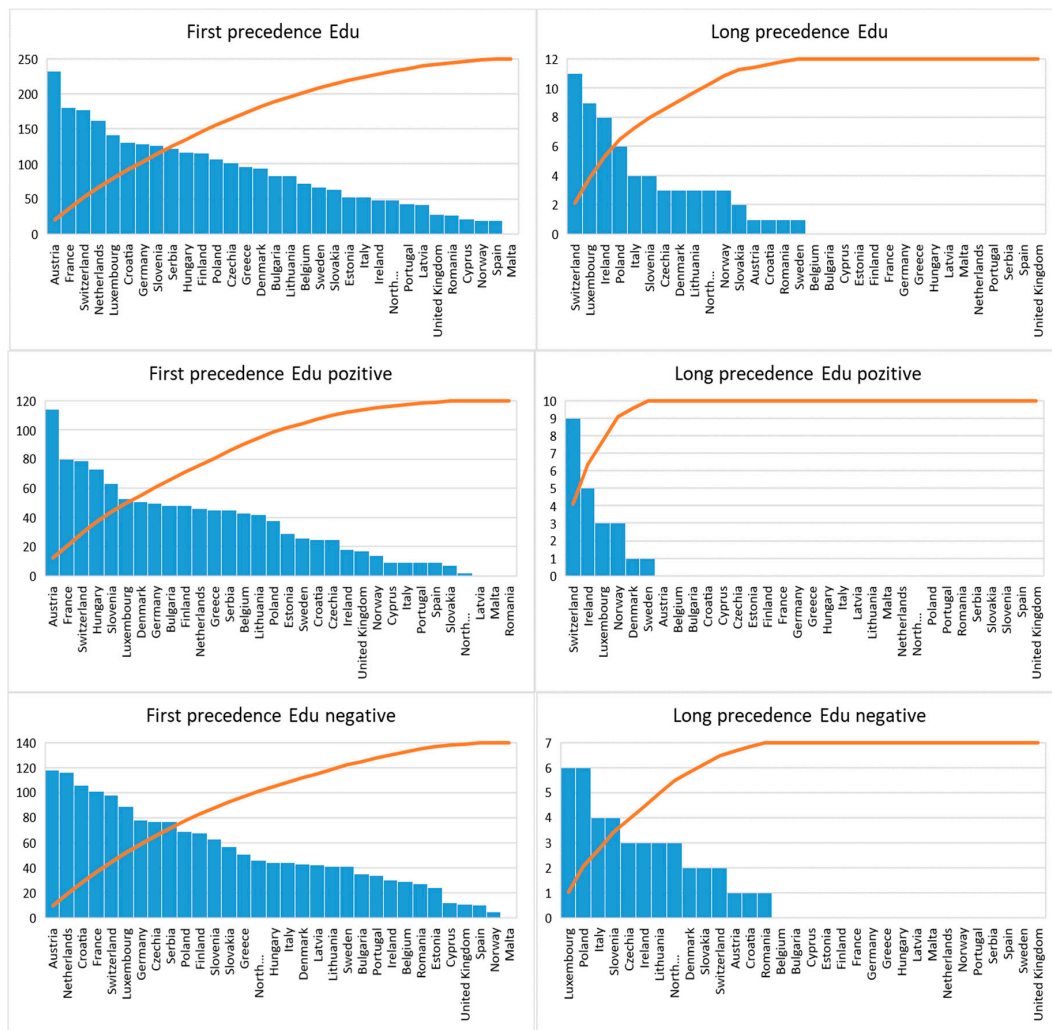 First precedence Edu
250
200
150
100
50
0
Austria
France
Switzerland
Netherlands
Luxembourg
Croatia
Germany
Slovenia
Serbia
Hungary
Finland
Poland
Czechia
Greece
Denmark
Bulgaria
Lithuania
Belgium
Sweden
Slovakia
Estonia
Italy
Ireland
North...
Portugal
Latvia
United Kingdom
Romania
Cyprus
Norway
Spain
Malta
Long precedence Edu
12
10
8
6
4
2
0
Switzerland
Luxembourg
Ireland
Poland
Italy
Slovenia
Czechia
Denmark
Lithuania
North...
Norway
Slovakia
Austria
Croatia
Romania
Sweden
Belgium
Bulgaria
Cyprus
Estonia
Finland
France
Germany
Greece
Hungary
Latvia
Malta
Netherlands
Portugal
Serbia
Spain
United Kingdom
First precedence Edu pozitive
120
100
80
60
40
20
0
Austria
France
Switzerland
Hungary
Slovenia
Luxembourg
Denmark
Germany
Bulgaria
Finland
Netherlands
Greece
Serbia
Belgium
Lithuania
Poland
Estonia
Sweden
Croatia
Czechia
Ireland
United Kingdom
Norway
Cyprus
Italy
Portugal
Spain
Slovakia
North...
Latvia
Malta
Romania
Long precedence Edu pozitive
10
9
8
7
6
5
4
3
2
1
0
Switzerland
Ireland
Luxembourg
Norway
Denmark
Sweden
Austria
Belgium
Bulgaria
Croatia
Cyprus
Czechia
Estonia
Finland
France
Germany
Greece
Hungary
Italy
Latvia
Lithuania
Malta
Netherlands
North...
Poland
Portugal
Romania
Serbia
Slovakia
Slovenia
Spain
United Kingdom
First precedence Edu negative
140
120
100
80
60
40
20
0
Austria
Netherlands
Croatia
France
Switzerland
Luxembourg
Germany
Czechia
Serbia
Poland
Finland
Slovenia
Slovakia
Greece
North...
Hungary
Italy
Denmark
Latvia
Lithuania
Sweden
Bulgaria
Portugal
Ireland
Belgium
Romania
Estonia
Cyprus
United Kingdom
Spain
Norway
Malta
Long precedence Edu negative
7
6
5
4
3
2
1
0
Luxembourg
Poland
Italy
Slovenia
Czechia
Ireland
Lithuania
North...
Denmark
Slovakia
Switzerland
Austria
Croatia
Romania
Belgium
Bulgaria
Cyprus
Estonia
Finland
France
Germany
Greece
Hungary
Latvia
Malta
Netherlands
Norway
Portugal
Serbia
Spain
Sweden
United Kingdom